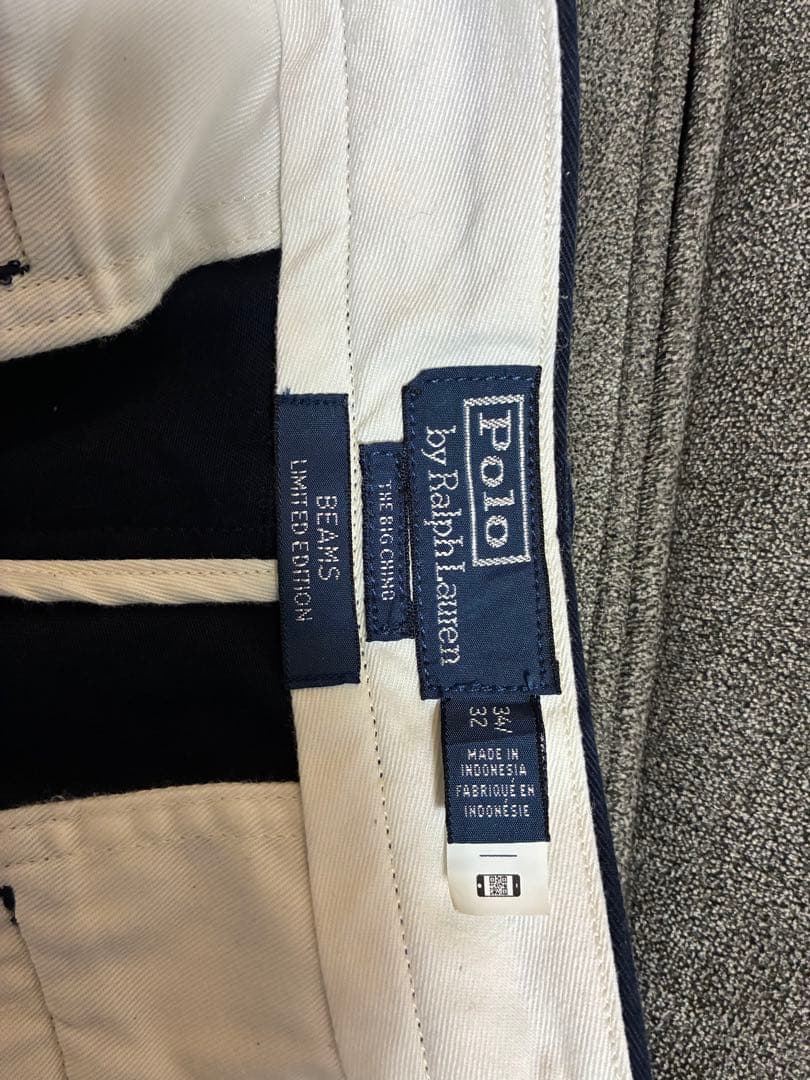 Polo
by Ralph Lauren
THE BIG CHINO
BEAMS
LIMITED EDITION
34/
32
MADE IN
INDONESIA
FABRIQUÉ EN
INDONÉSIE